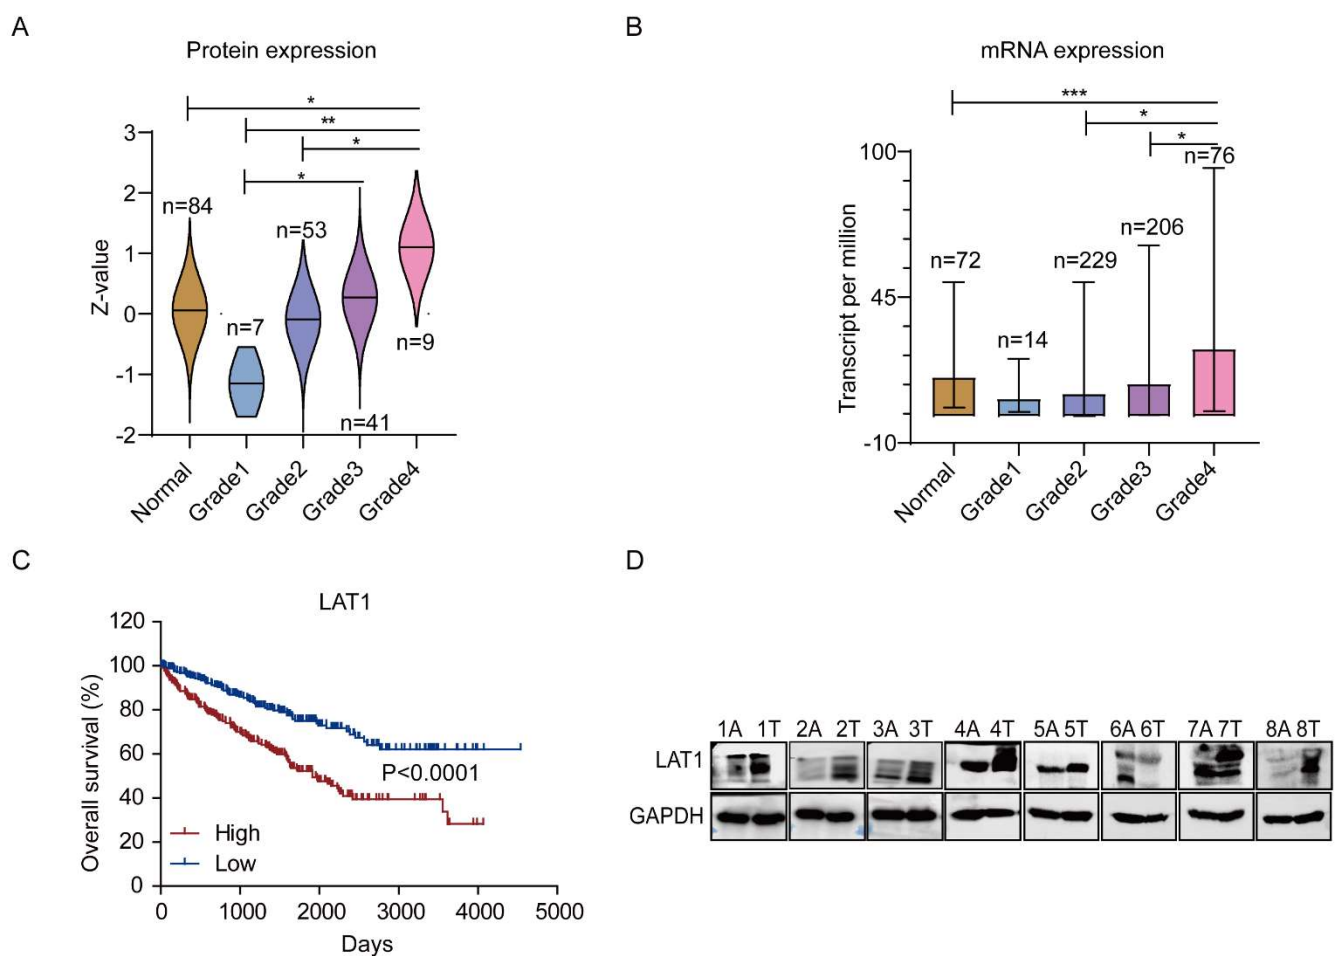 A
Protein expression
*
**
*
*
3
2
1
0
-1
-2
Z-value
n=84
n=7
n=53
n=41
n=9
Normal
Grade1
Grade2
Grade3
Grade4
B
mRNA expression
***
*
*
100
45
-10
Transcript per million
n=72
n=14
n=229
n=206
n=76
Normal
Grade1
Grade2
Grade3
Grade4
C
LAT1
120
100
80
60
40
20
0
Overall survival (%)
P<0.0001
High
Low
0 1000 2000 3000 4000 5000
Days
D
1A 1T 2A 2T 3A 3T 4A 4T 5A 5T 6A 6T 7A 7T 8A 8T
LAT1
GAPDH